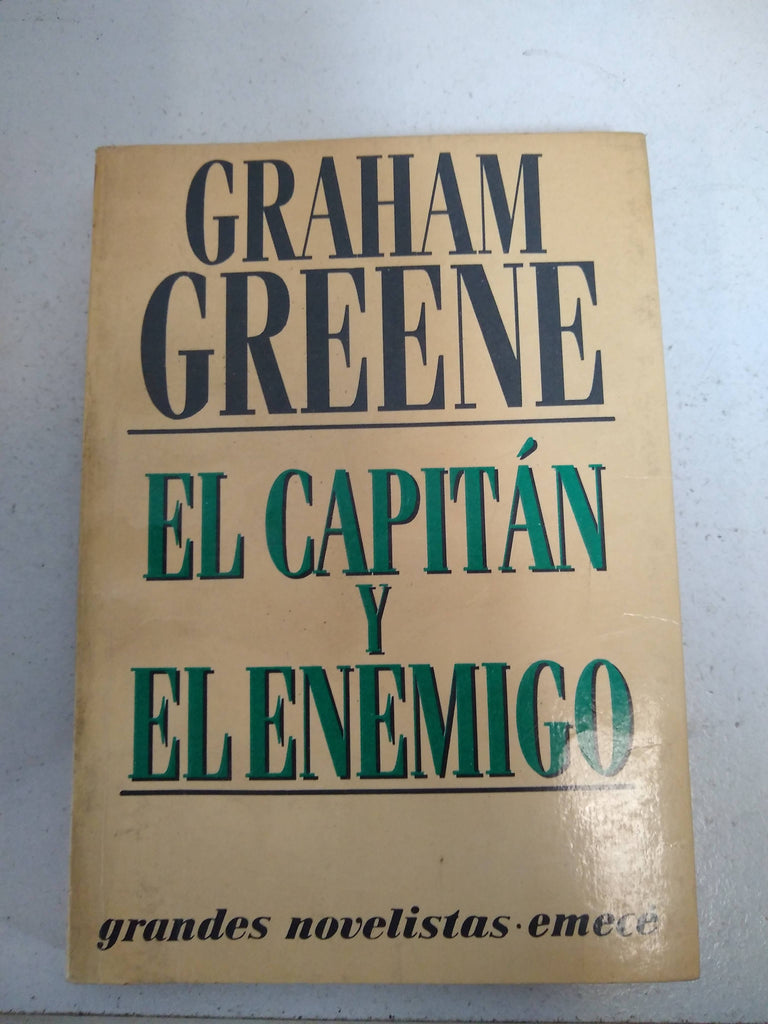 GRAHAM
GREENE
EL CAPITÁN
Y
EL ENEMIGO
grandes novelistas · emecé